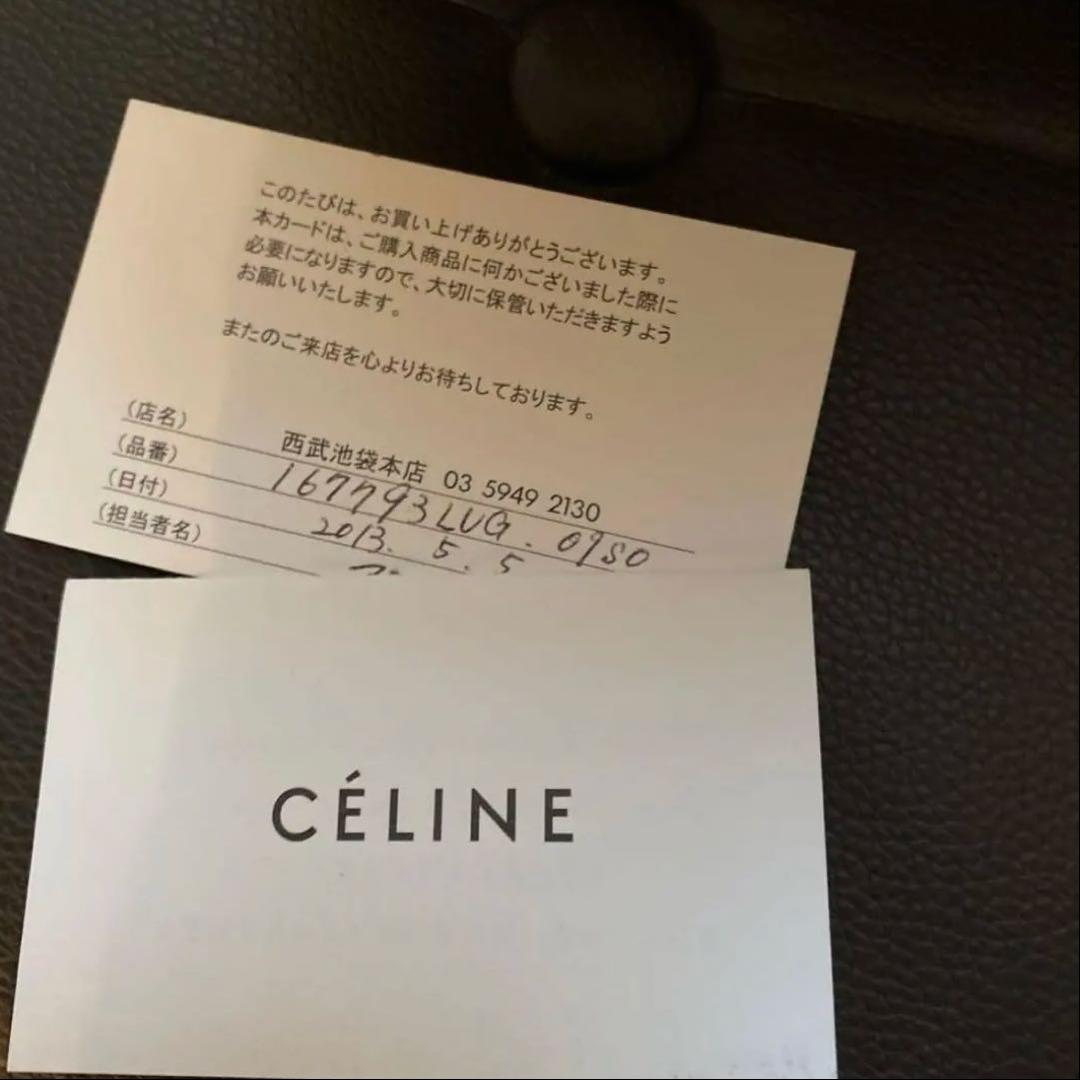 このたびは、お買い上げありがとうございます。
本カードは、ご購入商品に何かございました際に
必要になりますので、大切に保管いただきますよう
お願いいたします。
またのご来店を心よりお待ちしております。
(店名) 西武池袋本店 03 5949 2130
(品番) 167793LUG. 09SO
(日付) 2013. 5. 5
(担当者名)
CÉLINE